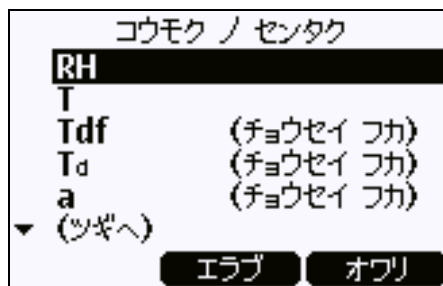 コウモク ノ センタク
RH
T
Tdf (チョウセイ フカ)
Td (チョウセイ フカ)
a (チョウセイ フカ)
▼ (ツギヘ)
エラブ オワリ